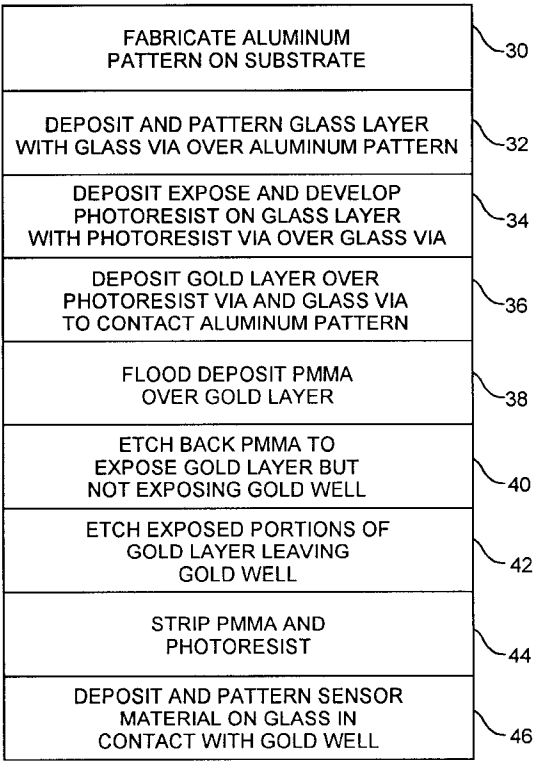 FABRICATE ALUMINUM
PATTERN ON SUBSTRATE
30
DEPOSIT AND PATTERN GLASS LAYER
WITH GLASS VIA OVER ALUMINUM PATTERN
32
DEPOSIT EXPOSE AND DEVELOP
PHOTORESIST ON GLASS LAYER
WITH PHOTORESIST VIA OVER GLASS VIA
34
DEPOSIT GOLD LAYER OVER
PHOTORESIST VIA AND GLASS VIA
TO CONTACT ALUMINUM PATTERN
36
FLOOD DEPOSIT PMMA
OVER GOLD LAYER
38
ETCH BACK PMMA TO
EXPOSE GOLD LAYER BUT
NOT EXPOSING GOLD WELL
40
ETCH EXPOSED PORTIONS OF
GOLD LAYER LEAVING
GOLD WELL
42
STRIP PMMA AND
PHOTORESIST
44
DEPOSIT AND PATTERN SENSOR
MATERIAL ON GLASS IN
CONTACT WITH GOLD WELL
46